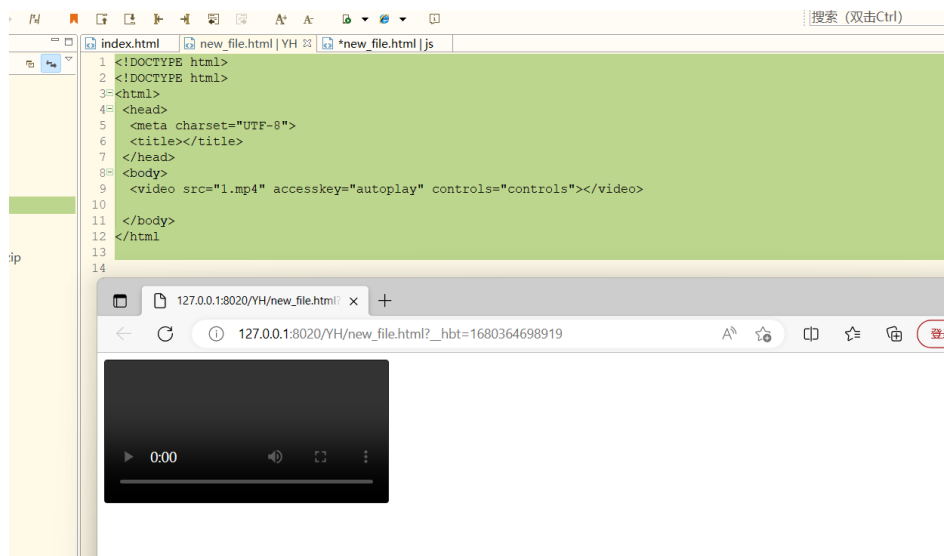 搜索 (双击Ctrl)
index.html
new_file.html | YH
*new_file.html | js
1 <!DOCTYPE html>
2 <!DOCTYPE html>
3 <html>
4 <head>
5 <meta charset="UTF-8">
6 <title></title>
7 </head>
8 <body>
9 <video src="1.mp4" accesskey="autoplay" controls="controls"></video>
10
11 </body>
12 </html
13
14
zip
127.0.0.1:8020/YH/new_file.html?
127.0.0.1:8020/YH/new_file.html?__hbt=1680364698919
登
0:00